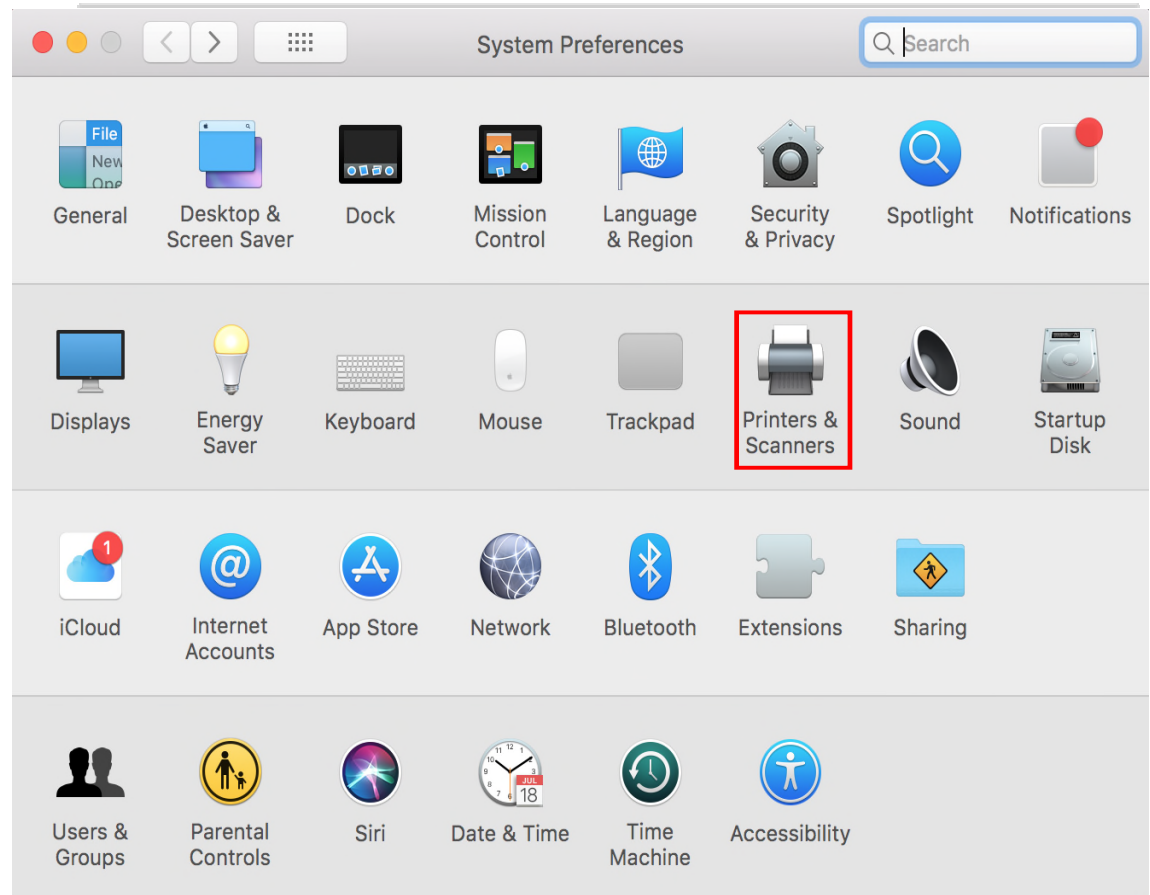 System Preferences
Search
File
New
Ope
General
Desktop &
Screen Saver
Dock
Mission
Control
Language
& Region
Security
& Privacy
Spotlight
Notifications
Displays
Energy
Saver
Keyboard
Mouse
Trackpad
Printers &
Scanners
Sound
Startup
Disk
1
iCloud
@
Internet
Accounts
App Store
Network
Bluetooth
Extensions
Sharing
Users &
Groups
Parental
Controls
Siri
JUL
18
Date & Time
Time
Machine
Accessibility